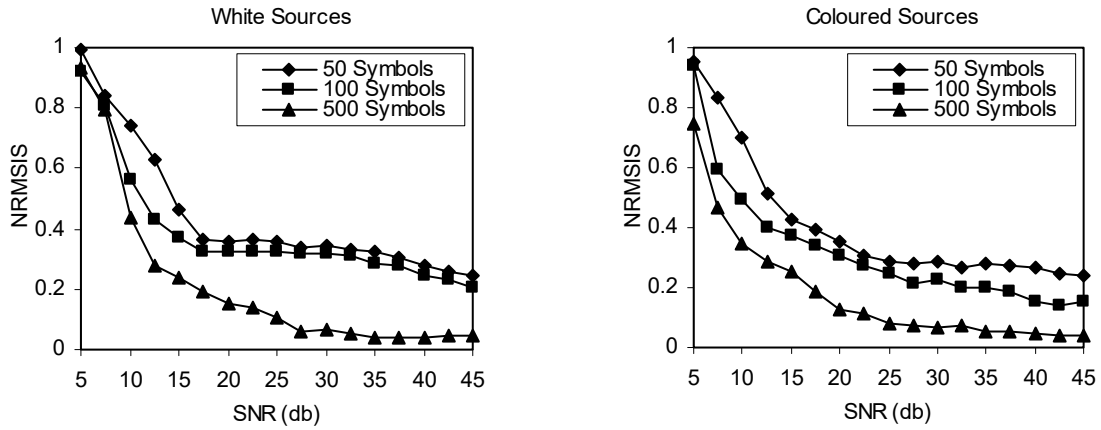 White Sources
1
0.8
0.6
0.4
0.2
0
NRMSIS
5 10 15 20 25 30 35 40 45
SNR (db)
50 Symbols
100 Symbols
500 Symbols
Coloured Sources
1
0.8
0.6
0.4
0.2
0
NRMSIS
5 10 15 20 25 30 35 40 45
SNR (db)
50 Symbols
100 Symbols
500 Symbols